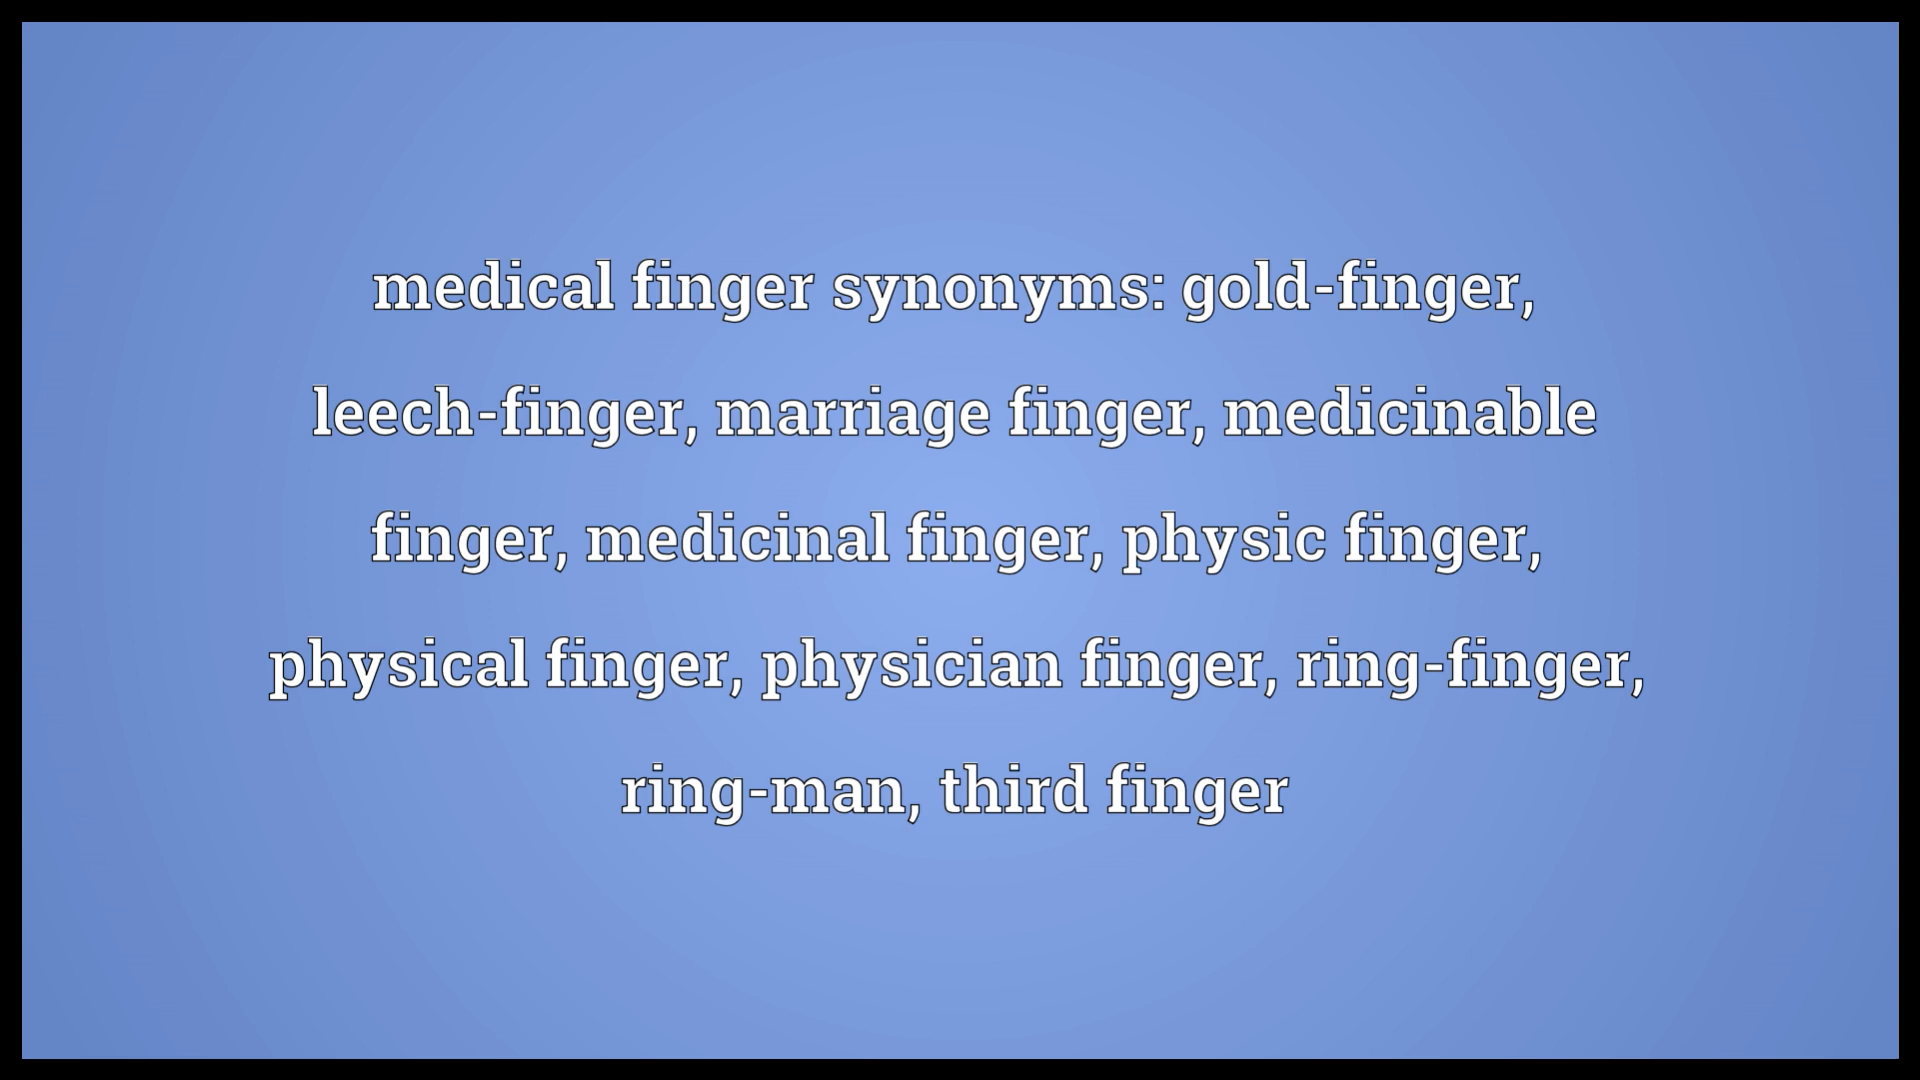 medical finger synonyms: gold-finger,
leech-finger, marriage finger, medicinable
finger, medicinal finger, physic finger,
physical finger, physician finger, ring-finger,
ring-man, third finger